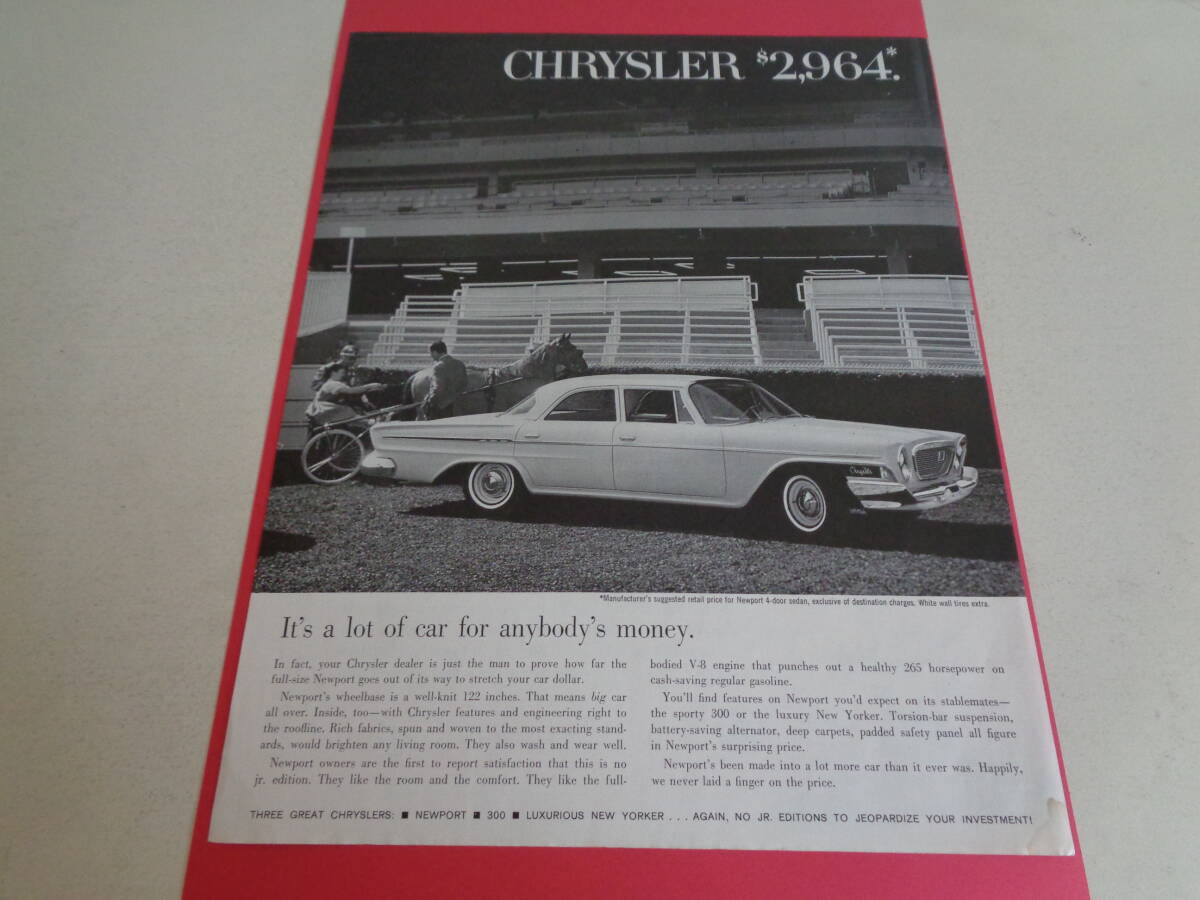 CHRYSLER $2,964.*
Chrysler
*Manufacturer's suggested retail price for Newport 4-door sedan, exclusive of destination charges. White wall tires extra.
It's a lot of car for anybody's money.
In fact, your Chrysler dealer is just the man to prove how far the
full-size Newport goes out of its way to stretch your car dollar.
Newport's wheelbase is a well-knit 122 inches. That means big car
all over. Inside, too—with Chrysler features and engineering right to
the roofline. Rich fabrics, spun and woven to the most exacting stand-
ards, would brighten any living room. They also wash and wear well.
Newport owners are the first to report satisfaction that this is no
jr. edition. They like the room and the comfort. They like the full-
bodied V-8 engine that punches out a healthy 265 horsepower on
cash-saving regular gasoline.
You'll find features on Newport you'd expect on its stablemates—
the sporty 300 or the luxury New Yorker. Torsion-bar suspension,
battery-saving alternator, deep carpets, padded safety panel all figure
in Newport's surprising price.
Newport's been made into a lot more car than it ever was. Happily,
we never laid a finger on the price.
THREE GREAT CHRYSLERS: ■ NEWPORT ■ 300 ■ LUXURIOUS NEW YORKER . . . AGAIN, NO JR. EDITIONS TO JEOPARDIZE YOUR INVESTMENT!